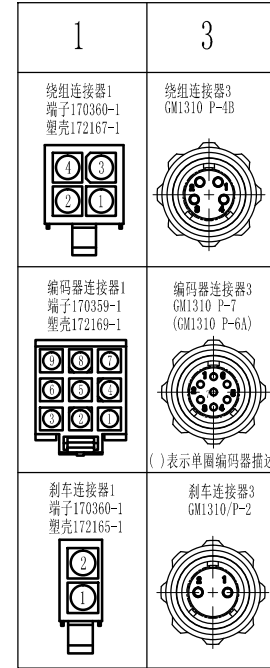 1
3
绕组连接器1
端子170360-1
塑壳172167-1
绕组连接器3
GM1310 P-4B
4 3
2 1
编码器连接器1
端子170359-1
塑壳172169-1
编码器连接器3
GM1310 P-7
(GM1310 P-6A)
9 8 7
6 5 4
3 2 1
( )表示单圈编码器描述
刹车连接器1
端子170360-1
塑壳172165-1
刹车连接器3
GM1310/P-2
2
1
2 1